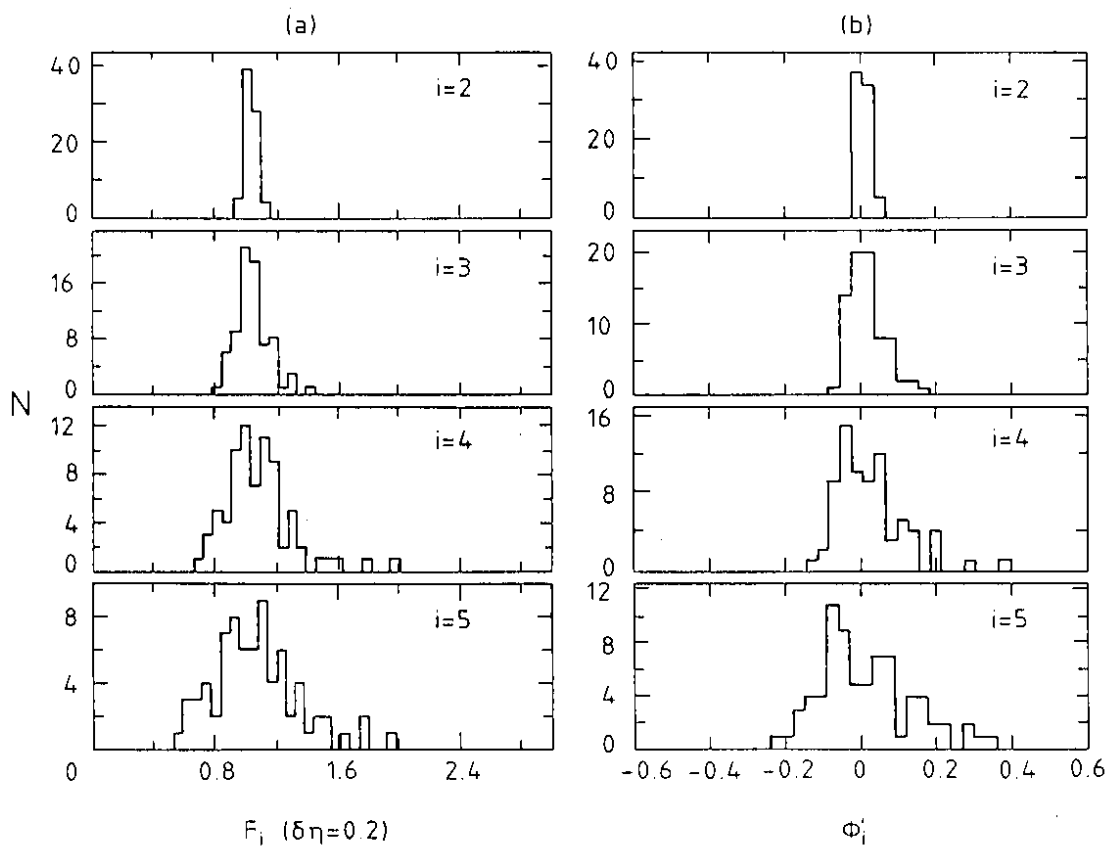 (a) (b)
40 i=2 40 i=2
20 20
0 0
i=3 20 i=3
16
8 10
0 0
N
12 i=4 16 i=4
8
4 8
0 0
8 i=5 12 i=5
8
4 4
0 0
0 0.8 1.6 2.4 -0.6 -0.4 -0.2 0 0.2 0.4 0.6
F_i (δη=0.2) Φ'_i